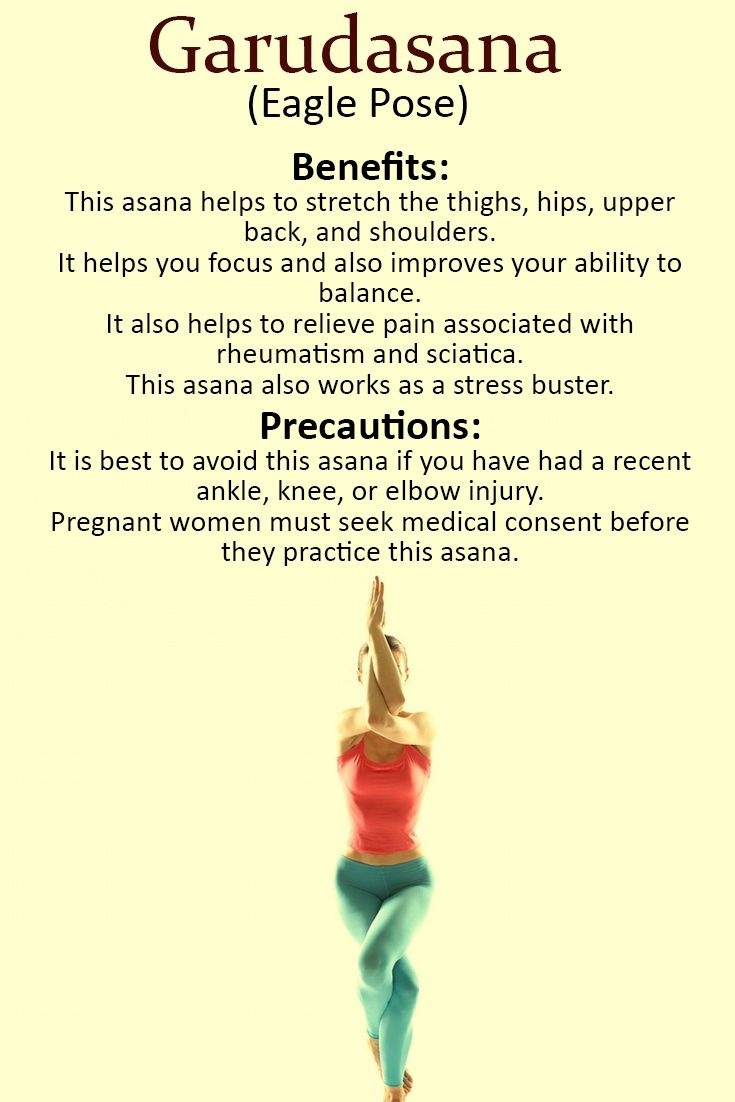 Garudasana
(Eagle Pose)
Benefits:
This asana helps to stretch the thighs, hips, upper
back, and shoulders.
It helps you focus and also improves your ability to
balance.
It also helps to relieve pain associated with
rheumatism and sciatica.
This asana also works as a stress buster.
Precautions:
It is best to avoid this asana if you have had a recent
ankle, knee, or elbow injury.
Pregnant women must seek medical consent before
they practice this asana.